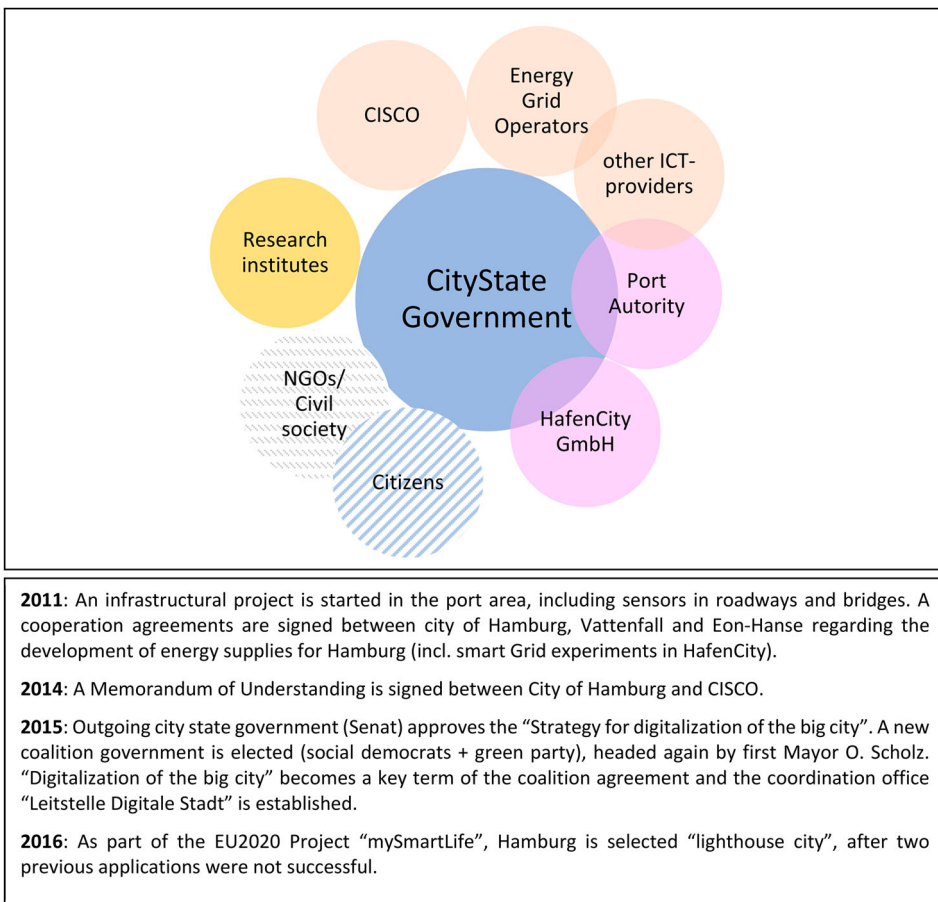 CISCO
Energy
Grid
Operators
other ICT-
providers
Research
institutes
CityState
Government
Port
Autority
NGOs/
Civil
society
HafenCity
GmbH
Citizens
2011: An infrastructural project is started in the port area, including sensors in roadways and bridges. A
cooperation agreements are signed between city of Hamburg, Vattenfall and Eon-Hanse regarding the
development of energy supplies for Hamburg (incl. smart Grid experiments in HafenCity).
2014: A Memorandum of Understanding is signed between City of Hamburg and CISCO.
2015: Outgoing city state government (Senat) approves the “Strategy for digitalization of the big city”. A new
coalition government is elected (social democrats + green party), headed again by first Mayor O. Scholz.
“Digitalization of the big city” becomes a key term of the coalition agreement and the coordination office
“Leitstelle Digitale Stadt” is established.
2016: As part of the EU2020 Project “mySmartLife”, Hamburg is selected “lighthouse city”, after two
previous applications were not successful.